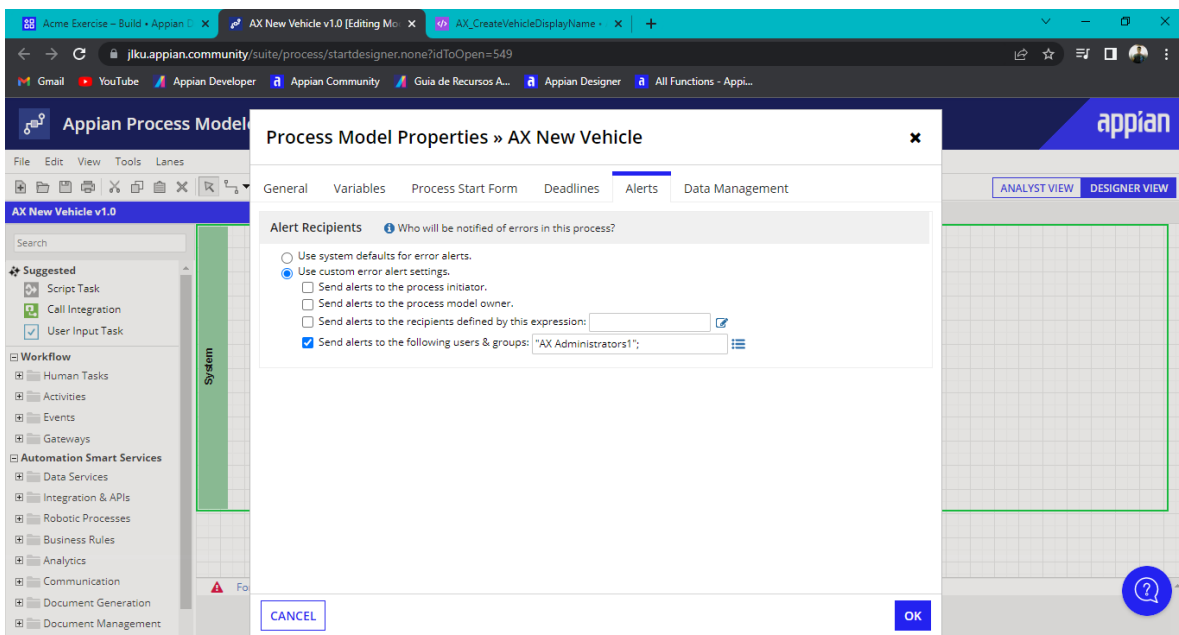 Acme Exercise – Build • Appian D
AX New Vehicle v1.0 [Editing Mo
AX_CreateVehicleDisplayName -
jlku.appian.community/suite/process/startdesigner.none?idToOpen=549
Gmail YouTube Appian Developer Appian Community Guia de Recursos A... Appian Designer All Functions - Appi...
Appian Process Model
appian
Process Model Properties » AX New Vehicle
File Edit View Tools Lanes
General Variables Process Start Form Deadlines Alerts Data Management
ANALYST VIEW DESIGNER VIEW
AX New Vehicle v1.0
Alert Recipients Who will be notified of errors in this process?
Search
Use system defaults for error alerts.
Use custom error alert settings.
Send alerts to the process initiator.
Send alerts to the process model owner.
Send alerts to the recipients defined by this expression:
Send alerts to the following users & groups: "AX Administrators1";
Suggested
Script Task
Call Integration
User Input Task
Workflow
Human Tasks
Activities
Events
Gateways
Automation Smart Services
Data Services
Integration & APIs
Robotic Processes
Business Rules
Analytics
Communication
Document Generation
Document Management
System
Fo
CANCEL
OK